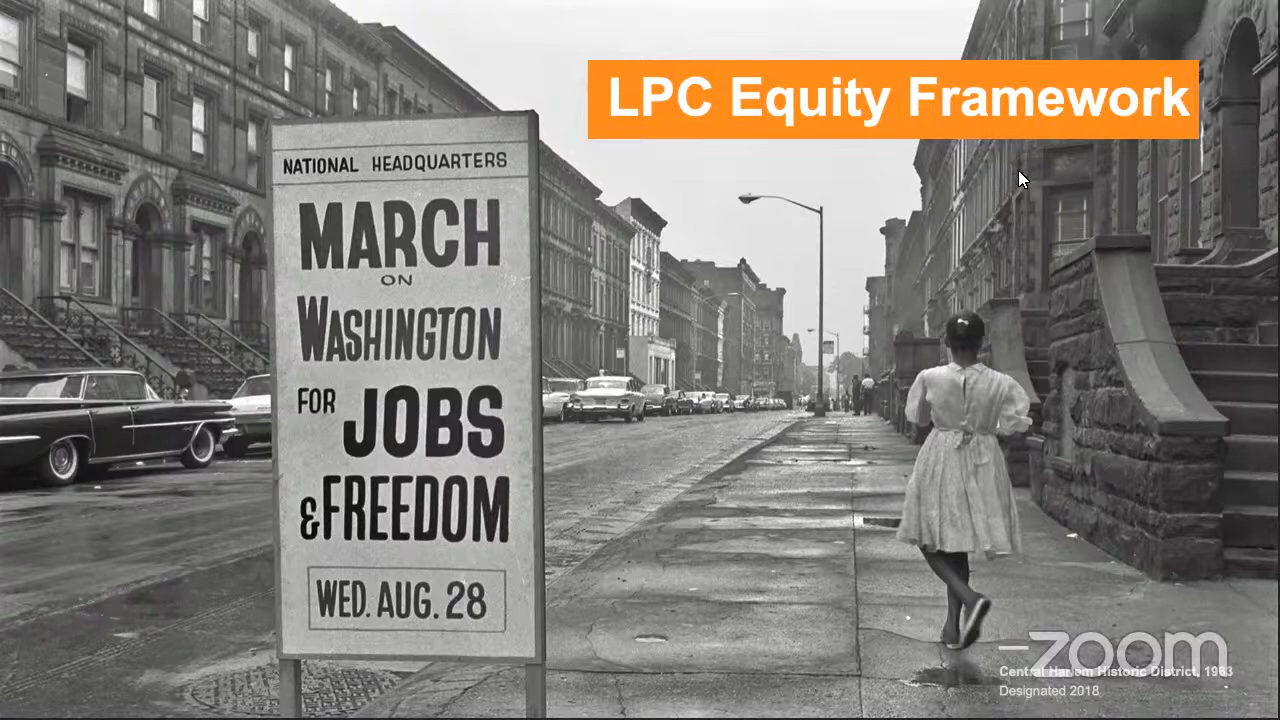 LPC Equity Framework
NATIONAL HEADQUARTERS
MARCH
ON
WASHINGTON
FOR JOBS
& FREEDOM
WED. AUG. 28
zoom
Central Harlem Historic District, 1963
Designated 2018